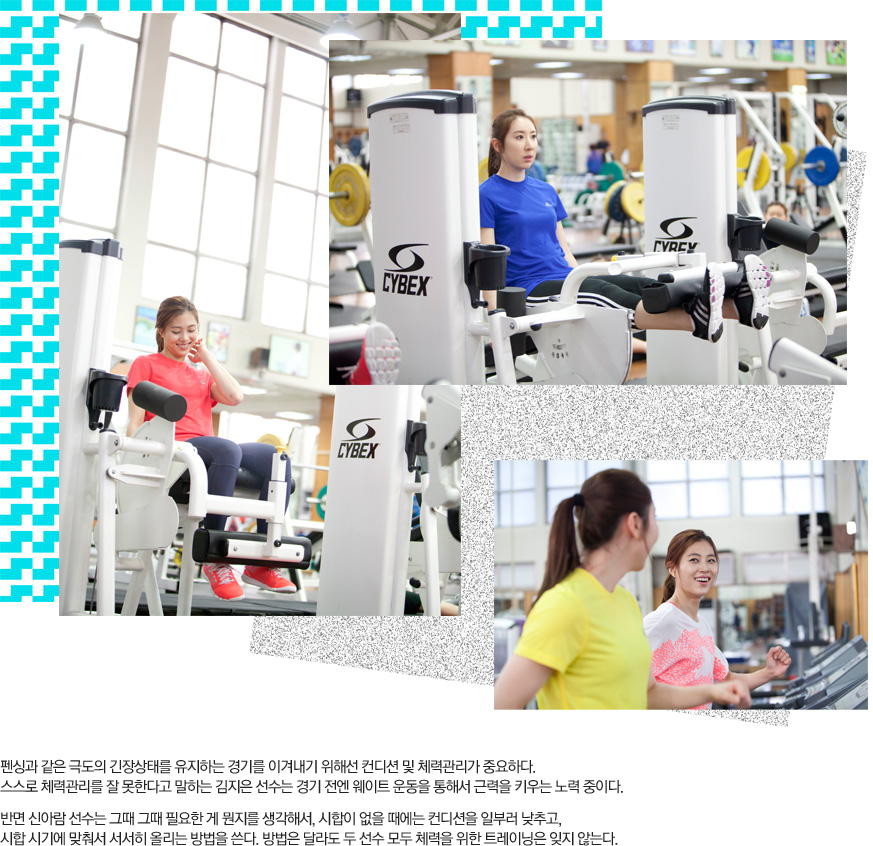 CYBEX
CYBEX
CYBEX
펜싱과 같은 극도의 긴장상태를 유지하는 경기를 이겨내기 위해선 컨디션 및 체력관리가 중요하다.
스스로 체력관리를 잘 못한다고 말하는 김지은 선수는 경기 전엔 웨이트 운동을 통해서 근력을 키우는 노력 중이다.
반면 신아람 선수는 그때 그때 필요한 게 뭔지를 생각해서, 시합이 없을 때에는 컨디션을 일부러 낮추고,
시합 시기에 맞춰서 서서히 올리는 방법을 쓴다. 방법은 달라도 두 선수 모두 체력을 위한 트레이닝은 잊지 않는다.